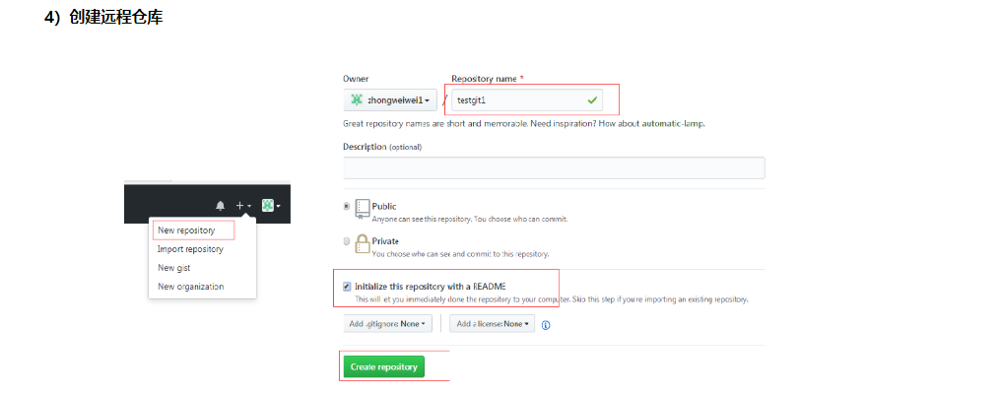 4）创建远程仓库
Owner
Repository name *
zhongweiwei1
/
testgit1
Great repository names are short and memorable. Need inspiration? How about automatic-lamp.
Description (optional)
Public
Anyone can see this repository. You choose who can commit.
Private
You choose who can see and commit to this repository.
Initialize this repository with a README
This will let you immediately clone the repository to your computer. Skip this step if you're importing an existing repository.
Add .gitignore: None
Add a license: None
Create repository
New repository
Import repository
New gist
New organization